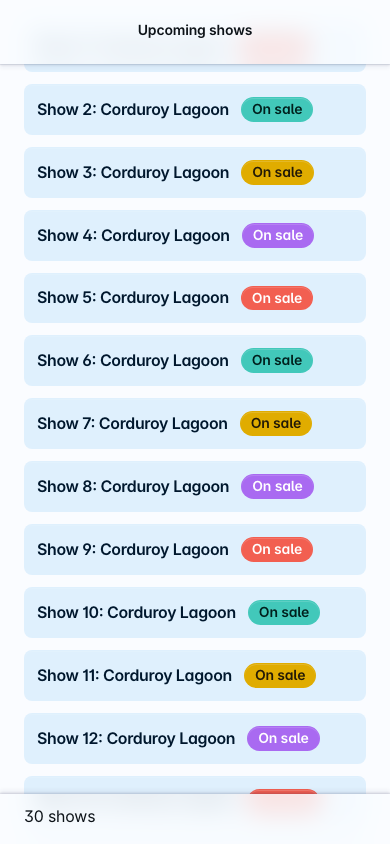 Upcoming shows
Show 2: Corduroy Lagoon On sale
Show 3: Corduroy Lagoon On sale
Show 4: Corduroy Lagoon On sale
Show 5: Corduroy Lagoon On sale
Show 6: Corduroy Lagoon On sale
Show 7: Corduroy Lagoon On sale
Show 8: Corduroy Lagoon On sale
Show 9: Corduroy Lagoon On sale
Show 10: Corduroy Lagoon On sale
Show 11: Corduroy Lagoon On sale
Show 12: Corduroy Lagoon On sale
30 shows